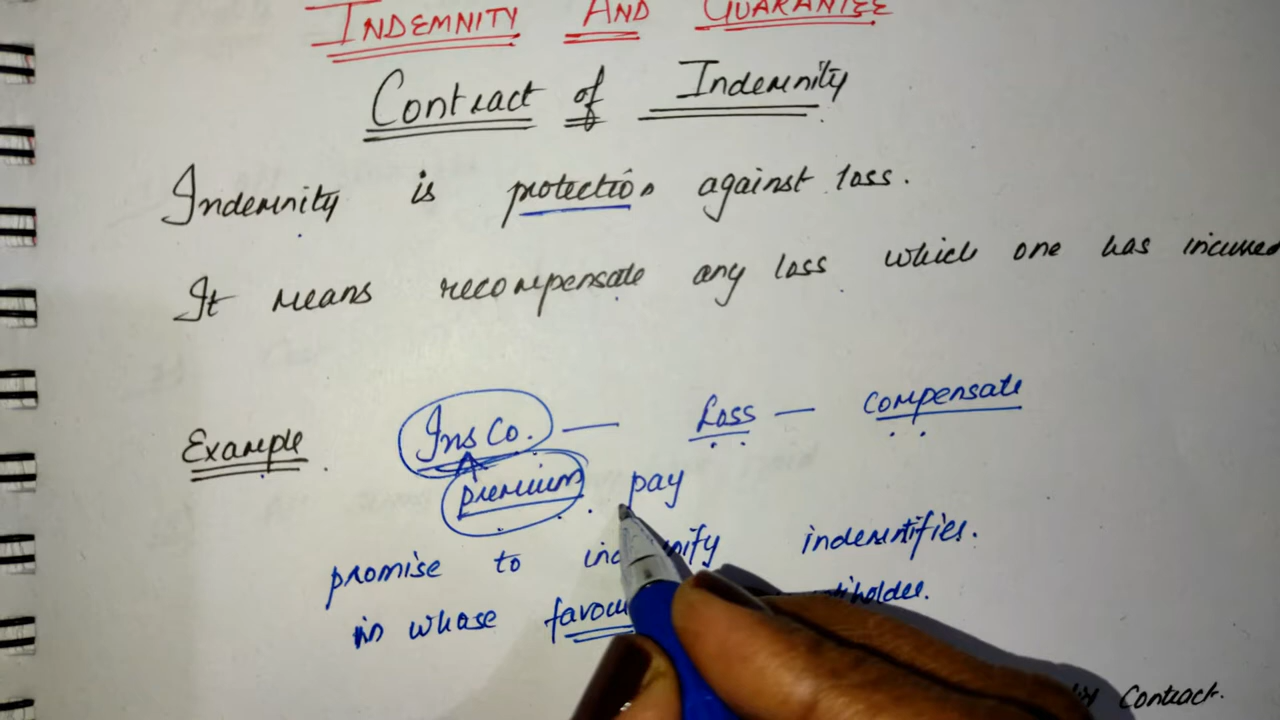 INDEMNITY AND GUARANTEE
Contract of Indemnity
Indemnity is protection against loss.
It means recompensate any loss which one has incurred
Example Ins Co. — Loss — compensate
premium pay
promise to indemnify indemnifies.
in whose favour
Contract.